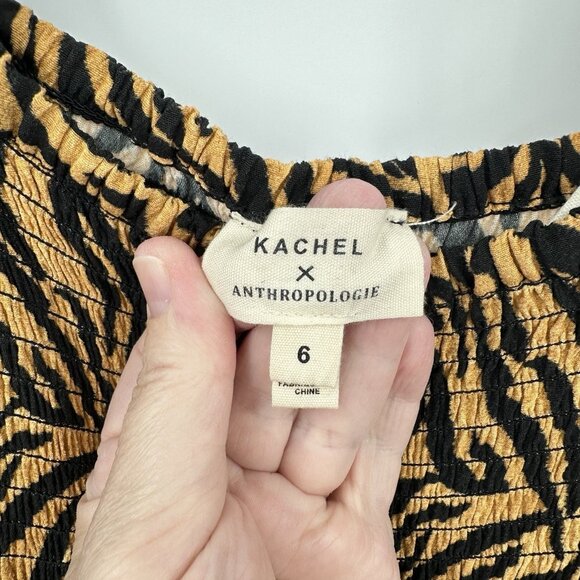 KACHEL
X
ANTHROPOLOGIE
6
CHINE